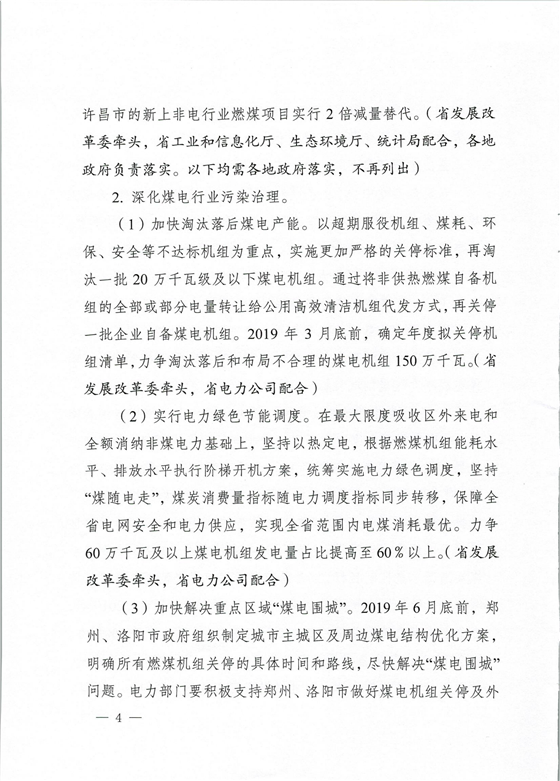 许昌市的新上非电行业燃煤项目实行 2 倍减量替代。（省发展改
革委牵头，省工业和信息化厅、生态环境厅、统计局配合，各地
政府负责落实。以下均需各地政府落实，不再列出）
2. 深化煤电行业污染治理。
（1）加快淘汰落后煤电产能。以超期服役机组、煤耗、环
保、安全等不达标机组为重点，实施更加严格的关停标准，再淘
汰一批 20 万千瓦级及以下煤电机组。通过将非供热燃煤自备机
组的全部或部分电量转让给公用高效清洁机组代发方式，再关停
一批企业自备煤电机组。2019 年 3 月底前，确定年度拟关停机
组清单，力争淘汰落后和布局不合理的煤电机组 150 万千瓦。（省
发展改革委牵头，省电力公司配合）
（2）实行电力绿色节能调度。在最大限度吸收区外来电和
全额消纳非煤电力基础上，坚持以热定电，根据燃煤机组能耗水
平、排放水平执行阶梯开机方案，统筹实施电力绿色调度，坚持
“煤随电走”，煤炭消费量指标随电力调度指标同步转移，保障全
省电网安全和电力供应，实现全省范围内电煤消耗最优。力争
60 万千瓦及以上煤电机组发电量占比提高至 60％以上。（省发展
改革委牵头，省电力公司配合）
（3）加快解决重点区域“煤电围城”。2019 年 6 月底前，郑
州、洛阳市政府组织制定城市主城区及周边煤电结构优化方案，
明确所有燃煤机组关停的具体时间和路线，尽快解决“煤电围城”
问题。电力部门要积极支持郑州、洛阳市做好煤电机组关停及外
— 4 —